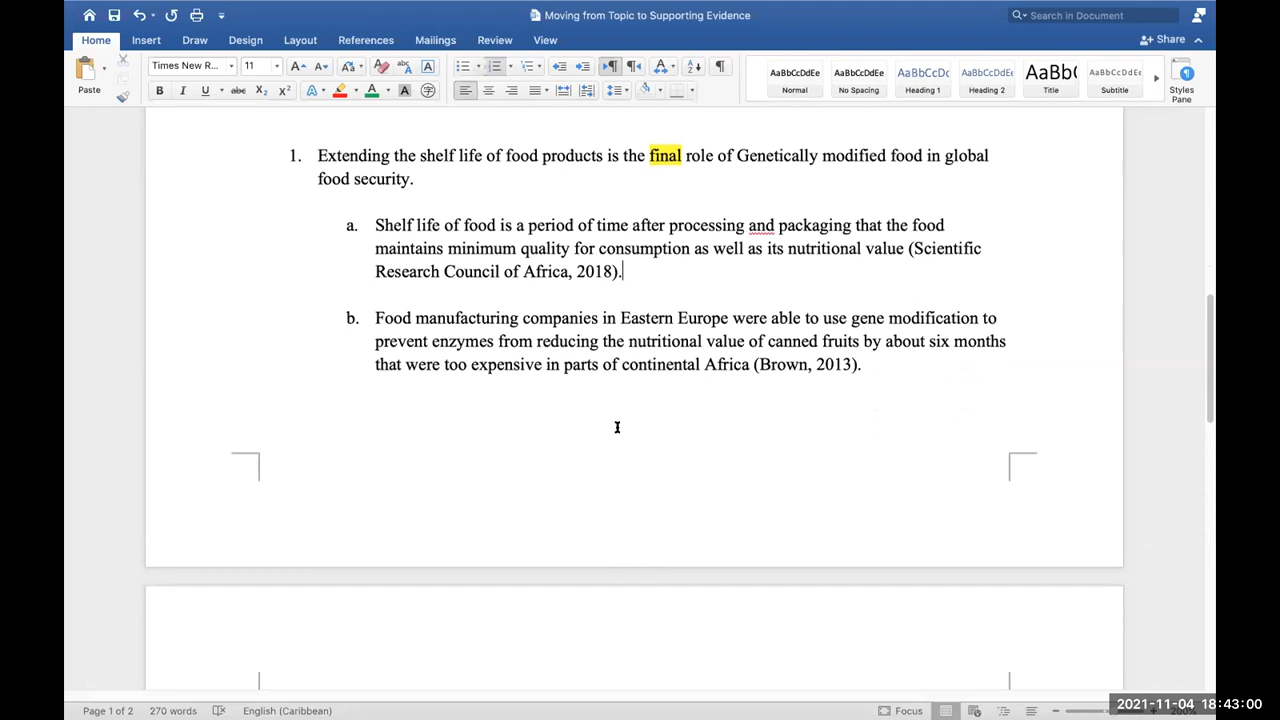 Moving from Topic to Supporting Evidence
Search in Document
Home Insert Draw Design Layout References Mailings Review View
Share
Paste
Times New R...
11
AaBbCcDdEe AaBbCcDdEe AaBbCcDc AaBbCcDdEe AaBb( AaBbCcDdEe
Normal No Spacing Heading 1 Heading 2 Title Subtitle
Styles
Pane
1. Extending the shelf life of food products is the final role of Genetically modified food in global
food security.
a. Shelf life of food is a period of time after processing and packaging that the food
maintains minimum quality for consumption as well as its nutritional value (Scientific
Research Council of Africa, 2018).
b. Food manufacturing companies in Eastern Europe were able to use gene modification to
prevent enzymes from reducing the nutritional value of canned fruits by about six months
that were too expensive in parts of continental Africa (Brown, 2013).
Page 1 of 2 270 words English (Caribbean) Focus
2021-11-04 18:43:00